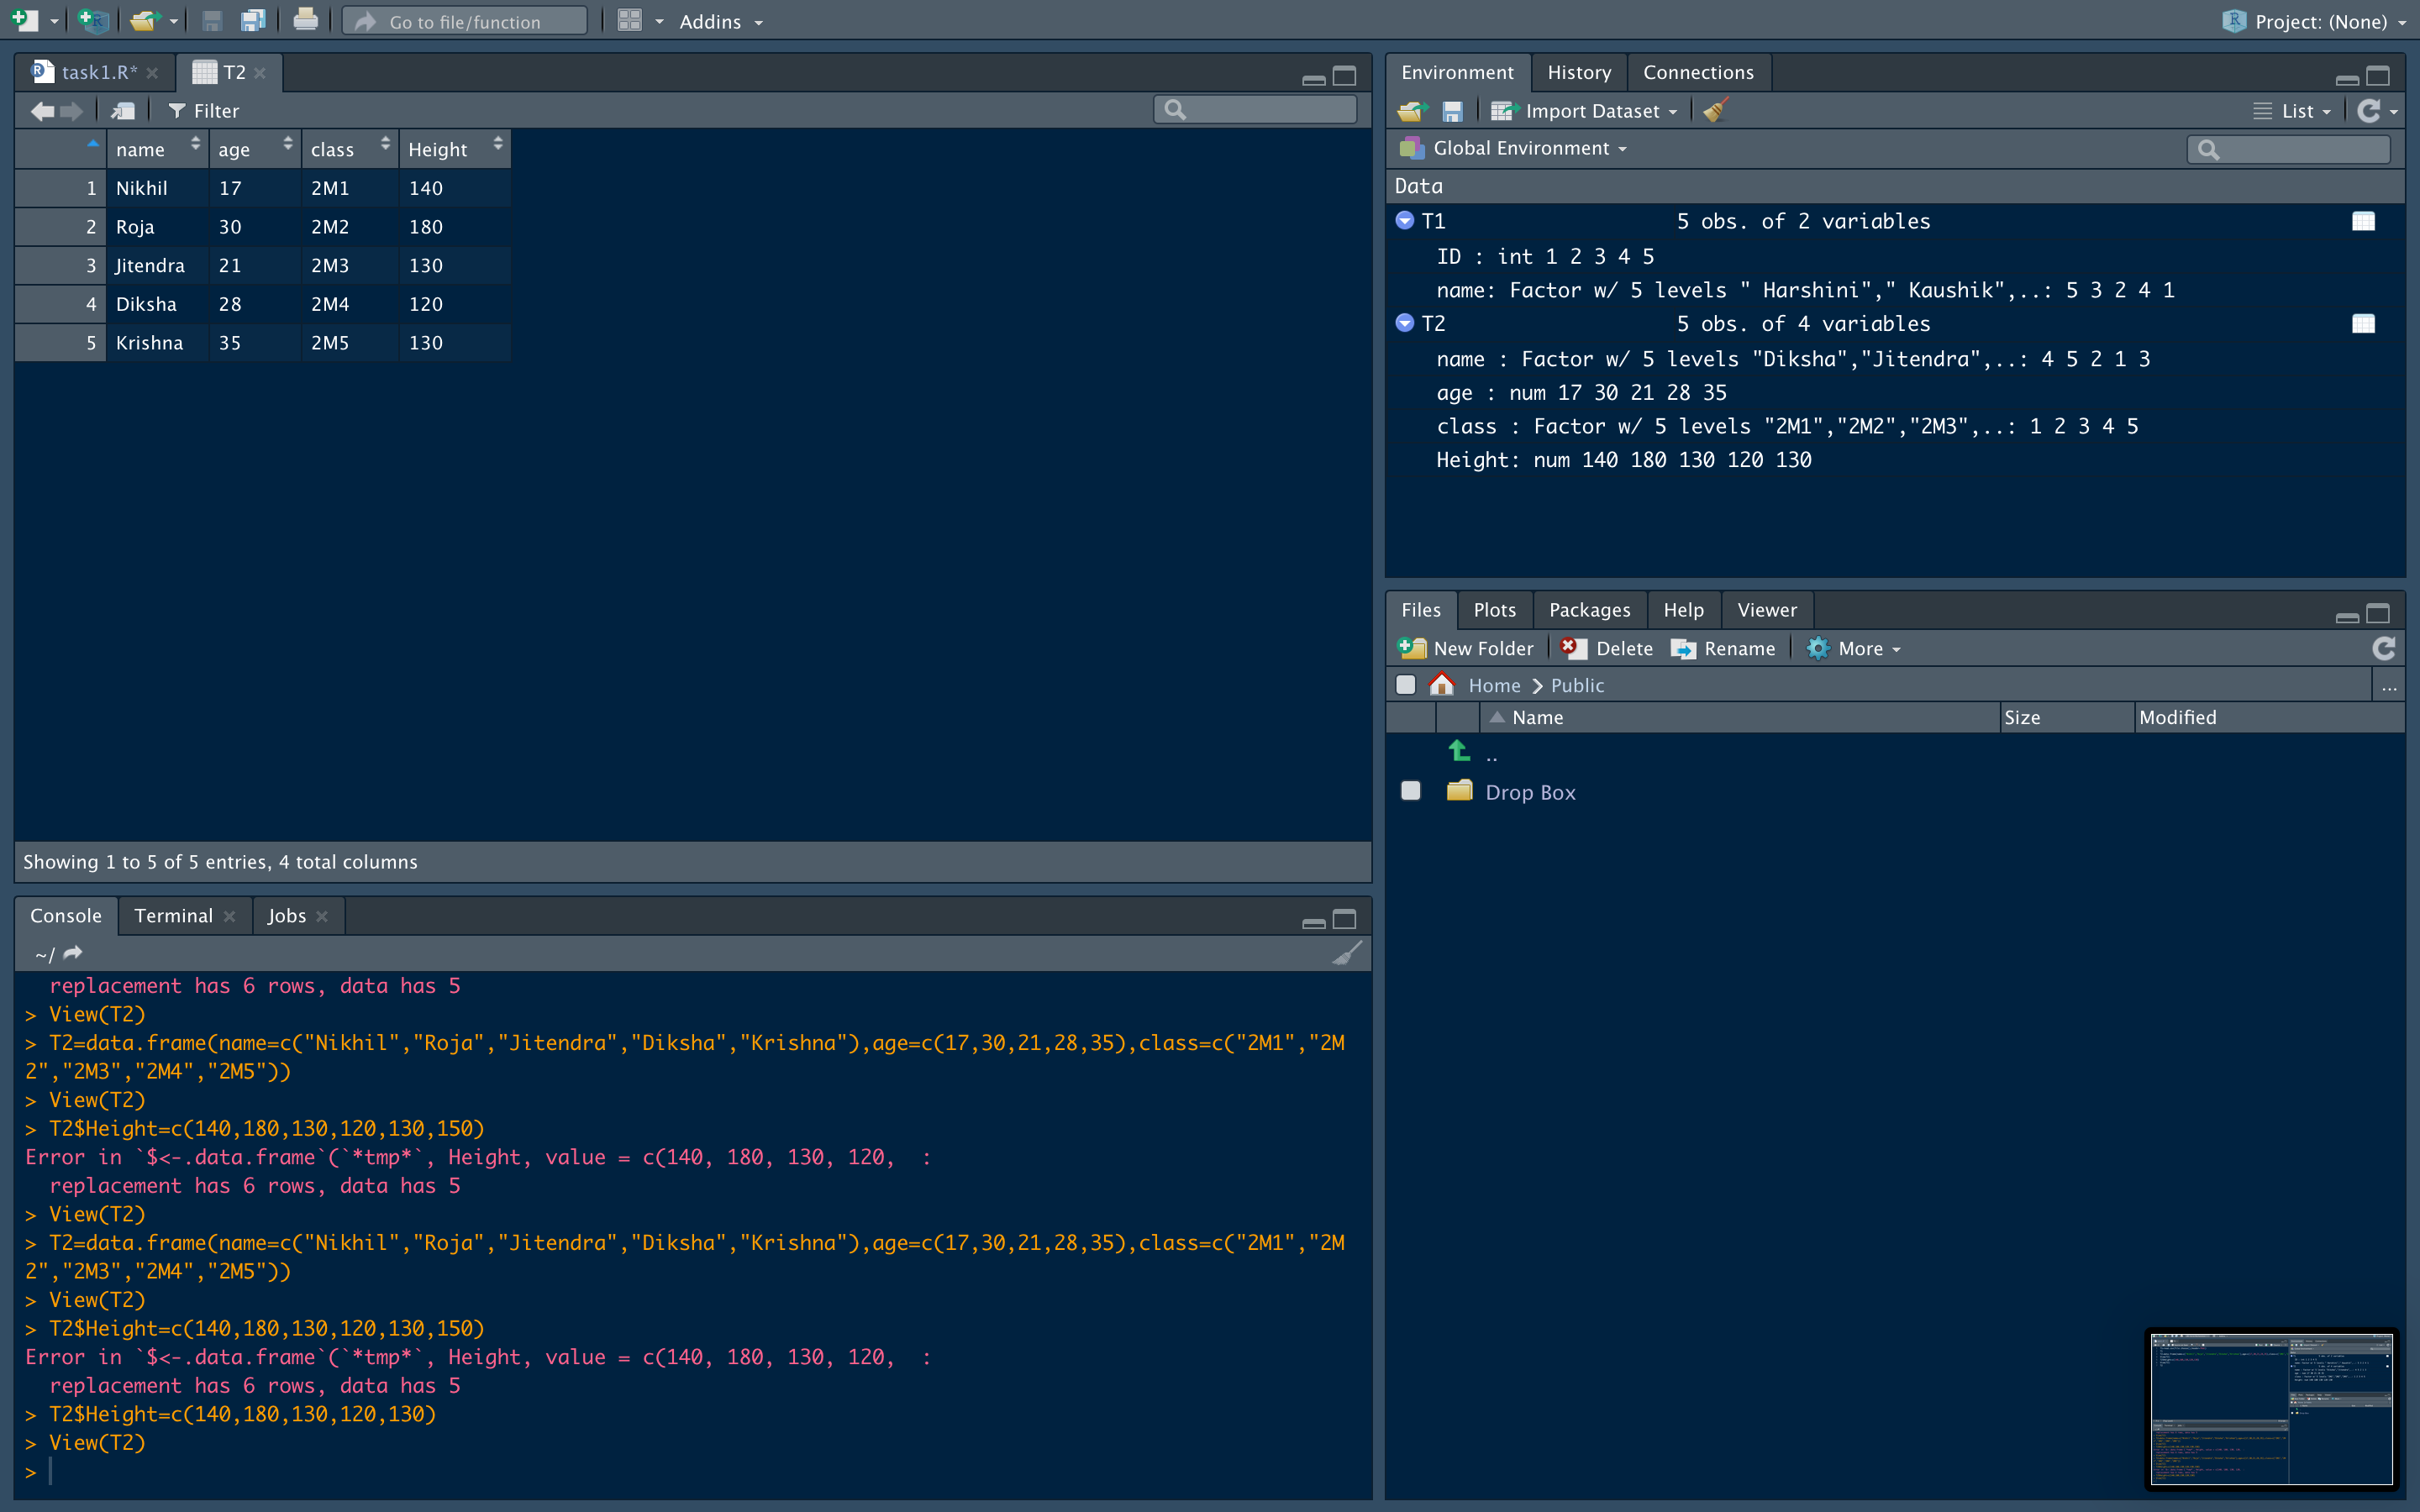 Go to file/function
Addins
Project: (None)
task1.R*
T2
Filter
name age class Height
1 Nikhil 17 2M1 140
2 Roja 30 2M2 180
3 Jitendra 21 2M3 130
4 Diksha 28 2M4 120
5 Krishna 35 2M5 130
Showing 1 to 5 of 5 entries, 4 total columns
Console Terminal Jobs
~/
replacement has 6 rows, data has 5
> View(T2)
> T2=data.frame(name=c("Nikhil","Roja","Jitendra","Diksha","Krishna"),age=c(17,30,21,28,35),class=c("2M1","2M
2","2M3","2M4","2M5"))
> View(T2)
> T2$Height=c(140,180,130,120,130,150)
Error in `$<-.data.frame`(`*tmp*`, Height, value = c(140, 180, 130, 120,  :
replacement has 6 rows, data has 5
> View(T2)
> T2=data.frame(name=c("Nikhil","Roja","Jitendra","Diksha","Krishna"),age=c(17,30,21,28,35),class=c("2M1","2M
2","2M3","2M4","2M5"))
> View(T2)
> T2$Height=c(140,180,130,120,130,150)
Error in `$<-.data.frame`(`*tmp*`, Height, value = c(140, 180, 130, 120,  :
replacement has 6 rows, data has 5
> T2$Height=c(140,180,130,120,130)
> View(T2)
>
Environment History Connections
Import Dataset List
Global Environment
Data
T1 5 obs. of 2 variables
ID : int 1 2 3 4 5
name: Factor w/ 5 levels " Harshini"," Kaushik",..: 5 3 2 4 1
T2 5 obs. of 4 variables
name : Factor w/ 5 levels "Diksha","Jitendra",..: 4 5 2 1 3
age : num 17 30 21 28 35
class : Factor w/ 5 levels "2M1","2M2","2M3",..: 1 2 3 4 5
Height: num 140 180 130 120 130
Files Plots Packages Help Viewer
New Folder Delete Rename More
Home Public ...
Name Size Modified
..
Drop Box